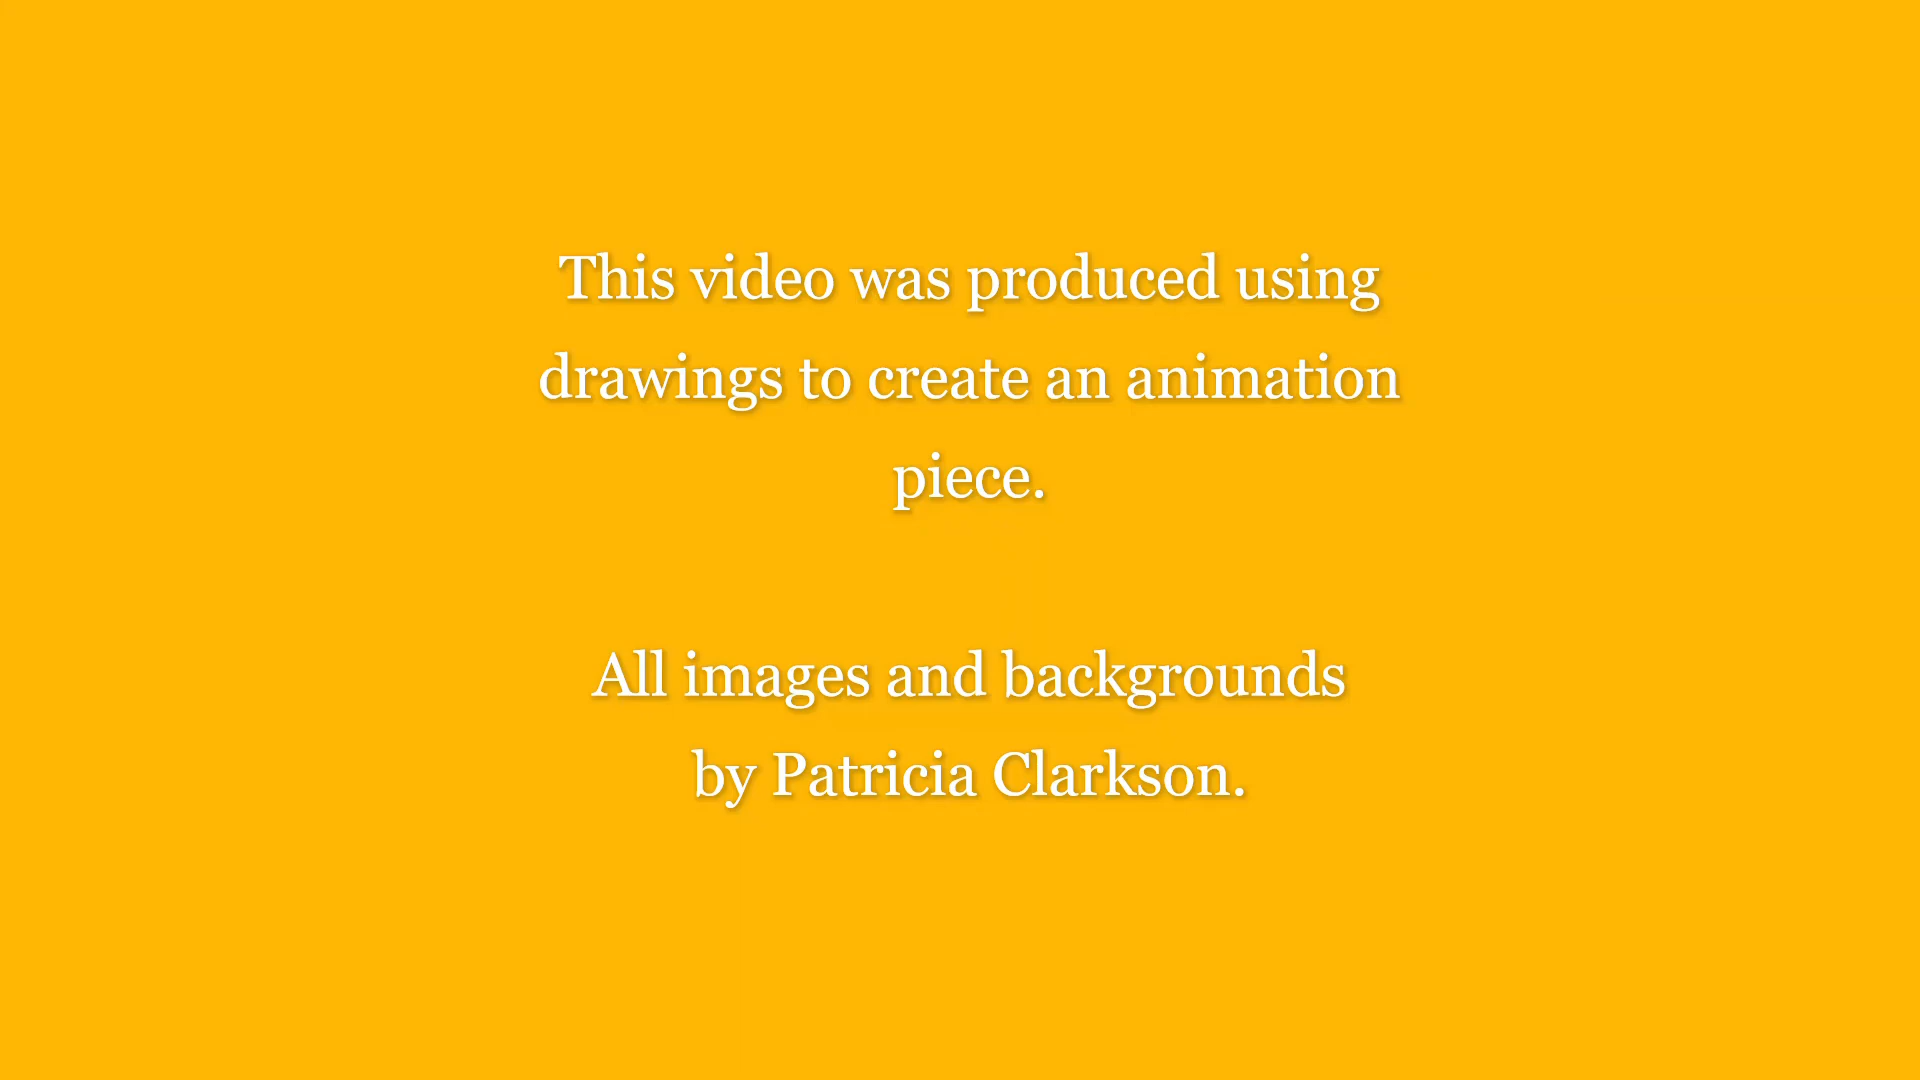 This video was produced using
drawings to create an animation
piece.
All images and backgrounds
by Patricia Clarkson.